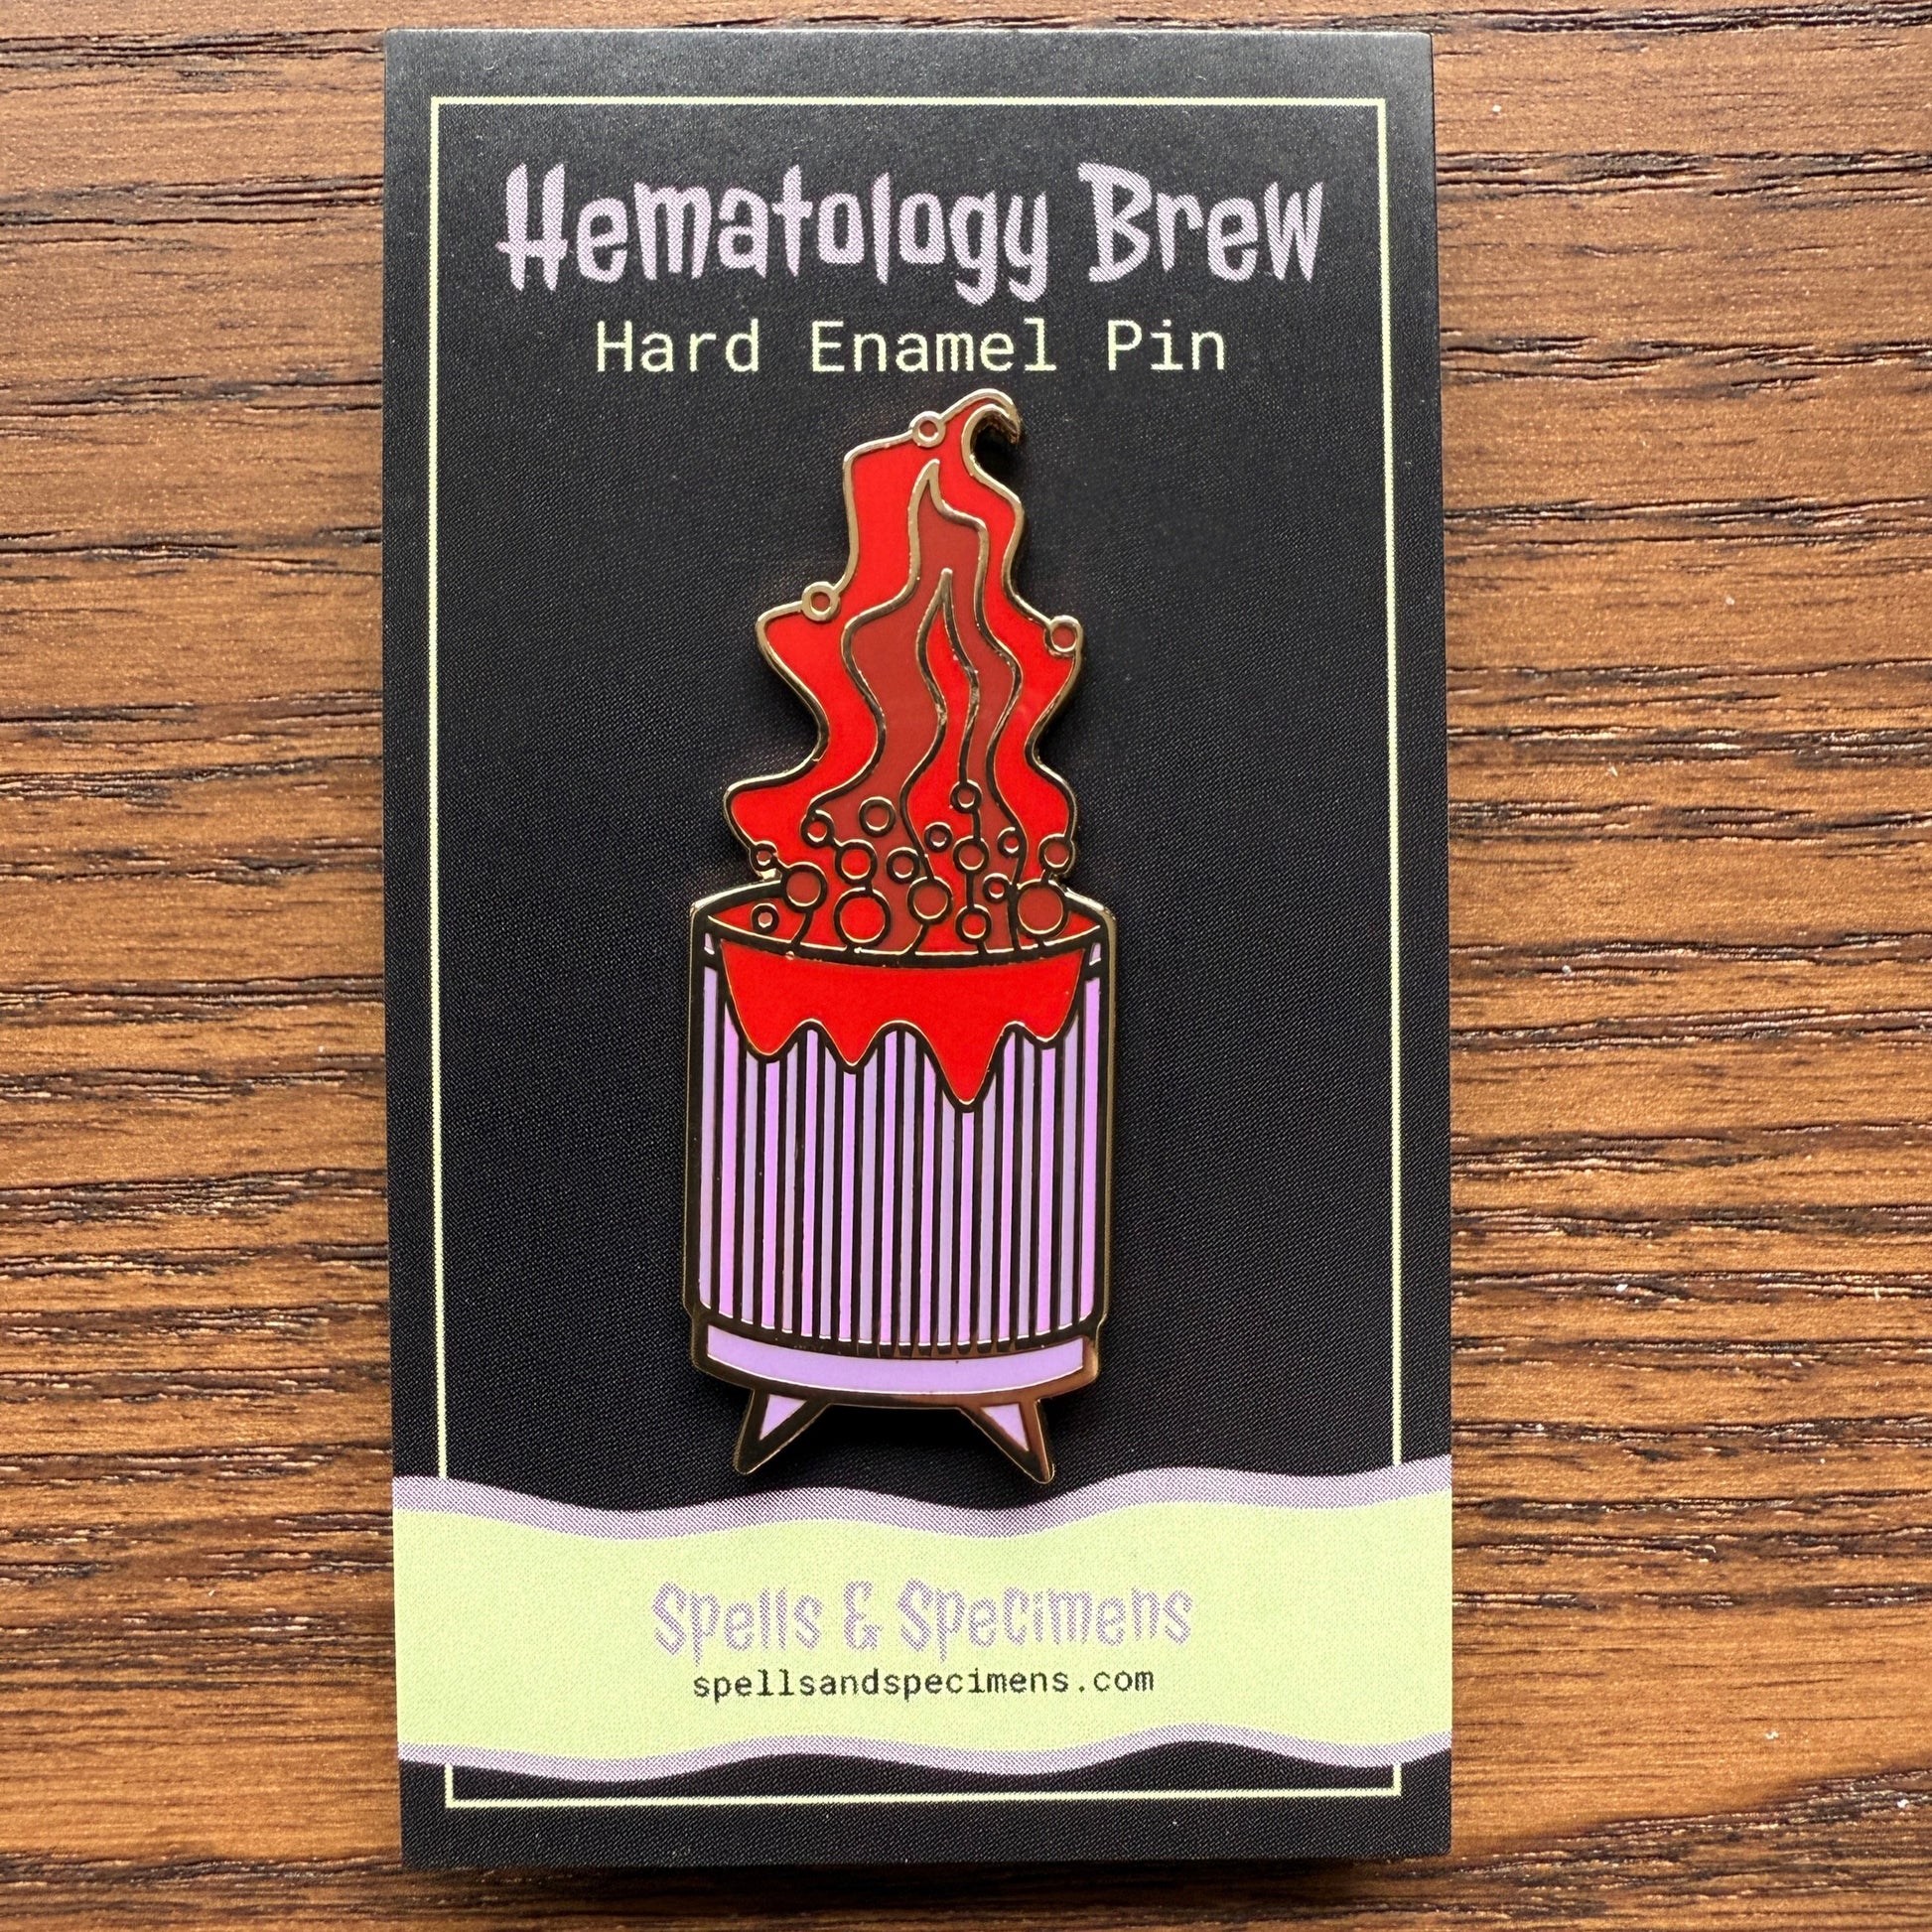 Hematology Brew
Hard Enamel Pin
Spells & Specimens
spellsandspecimens.com